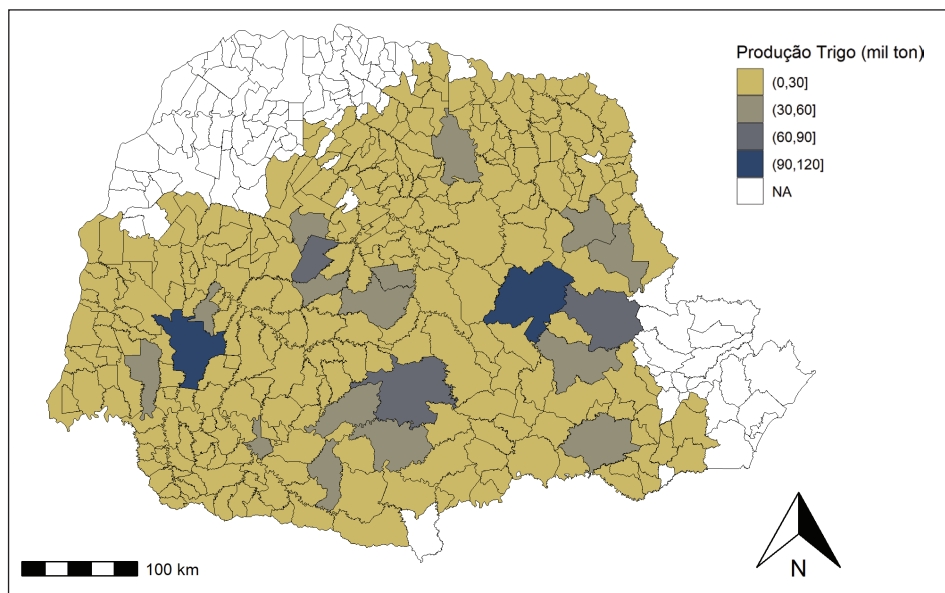 Produção Trigo (mil ton)
(0,30]
(30,60]
(60,90]
(90,120]
NA
100 km
N